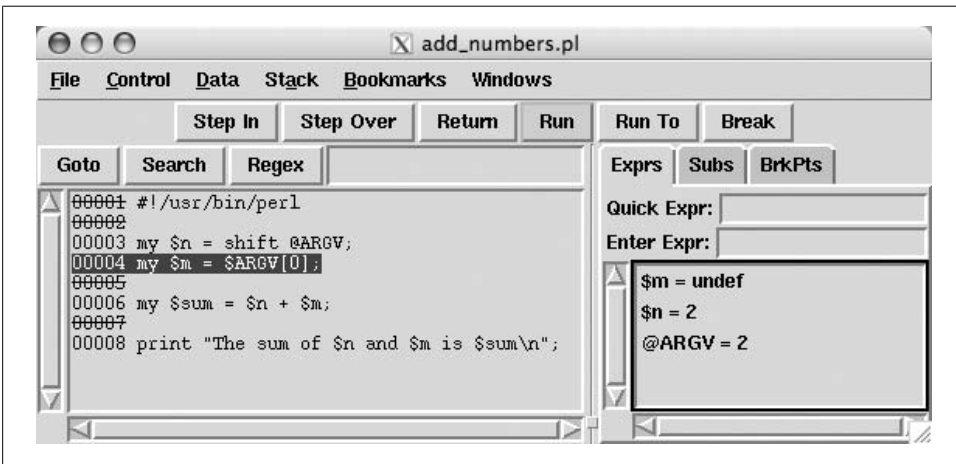 add_numbers.pl
File Control Data Stack Bookmarks Windows
Step In Step Over Return Run Run To Break
Goto Search Regex
00001 #!/usr/bin/perl
00002
00003 my $n = shift @ARGV;
00004 my $m = $ARGV[0];
00005
00006 my $sum = $n + $m;
00007
00008 print "The sum of $n and $m is $sum\n";
Exprs Subs BrkPts
Quick Expr:
Enter Expr:
$m = undef
$n = 2
@ARGV = 2